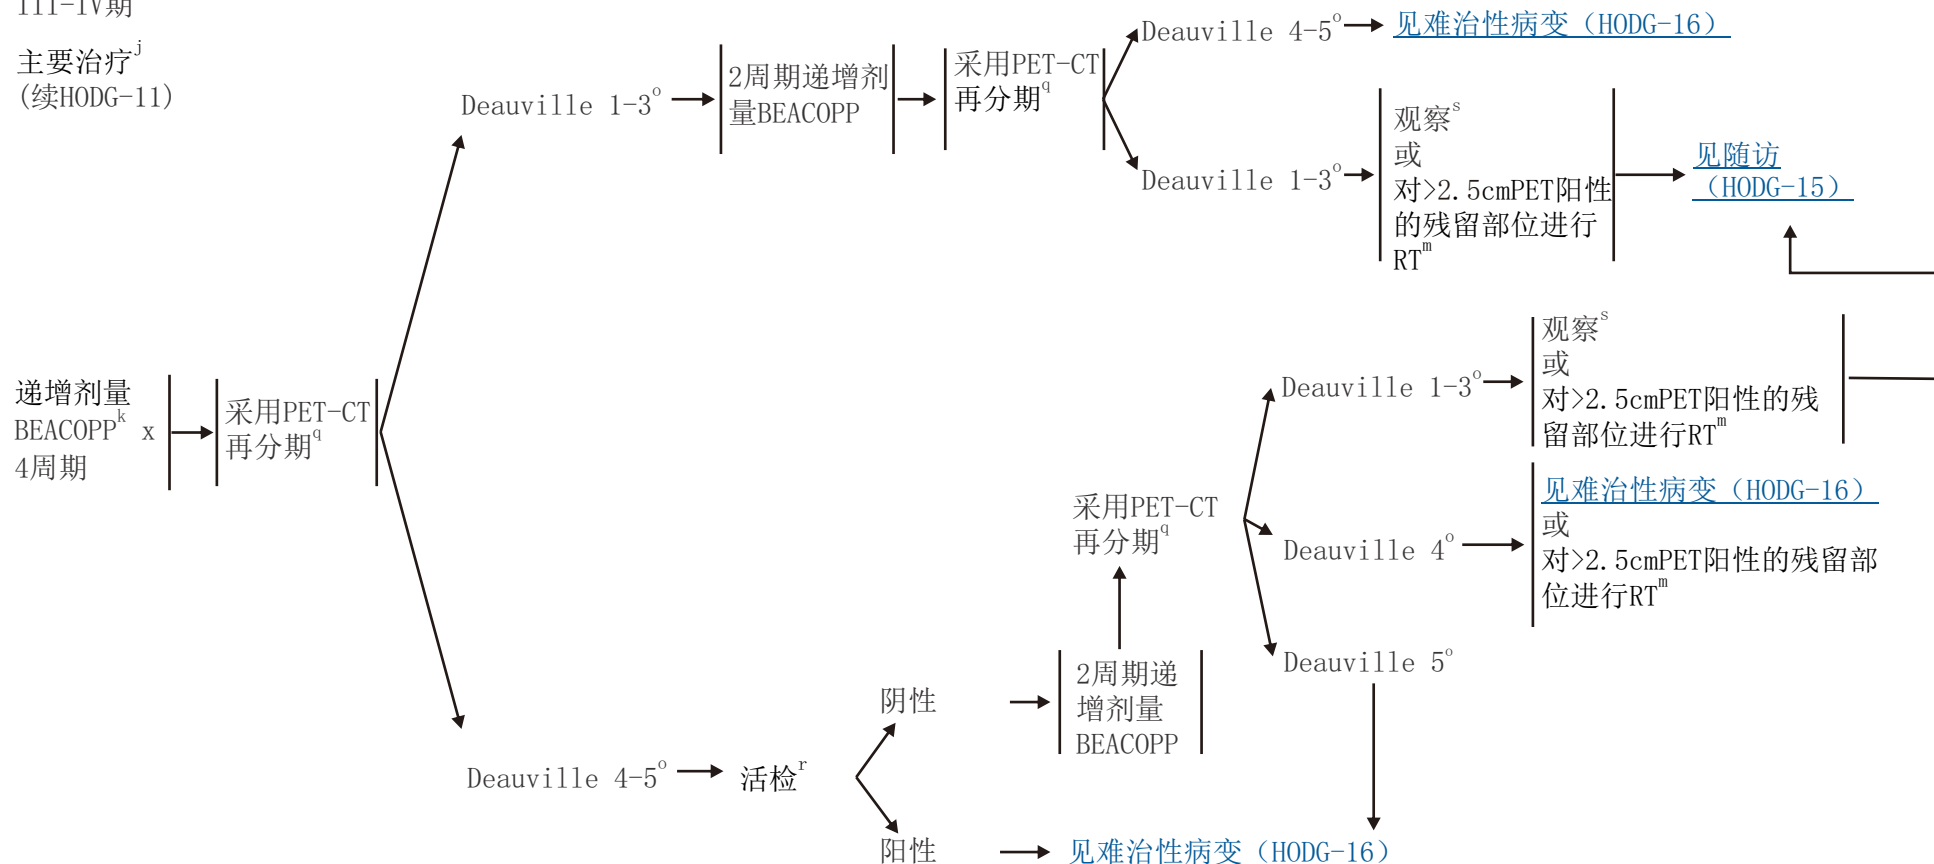 III-IV期
主要治疗j
(续HODG-11)
Deauville 1-3o
2周期递增剂
量BEACOPP
采用PET-CT
再分期q
Deauville 4-5o
见难治性病变（HODG-16）
Deauville 1-3o
观察s
或
对>2.5cmPET阳性
的残留部位进行
RTm
见随访
（HODG-15）
递增剂量
BEACOPPk x
4周期
采用PET-CT
再分期q
Deauville 4-5o
活检r
阴性
2周期递
增剂量
BEACOPP
采用PET-CT
再分期q
Deauville 1-3o
观察s
或
对>2.5cmPET阳性的残
留部位进行RTm
Deauville 4o
见难治性病变（HODG-16）
或
对>2.5cmPET阳性的残留部
位进行RTm
Deauville 5o
阳性
见难治性病变（HODG-16）